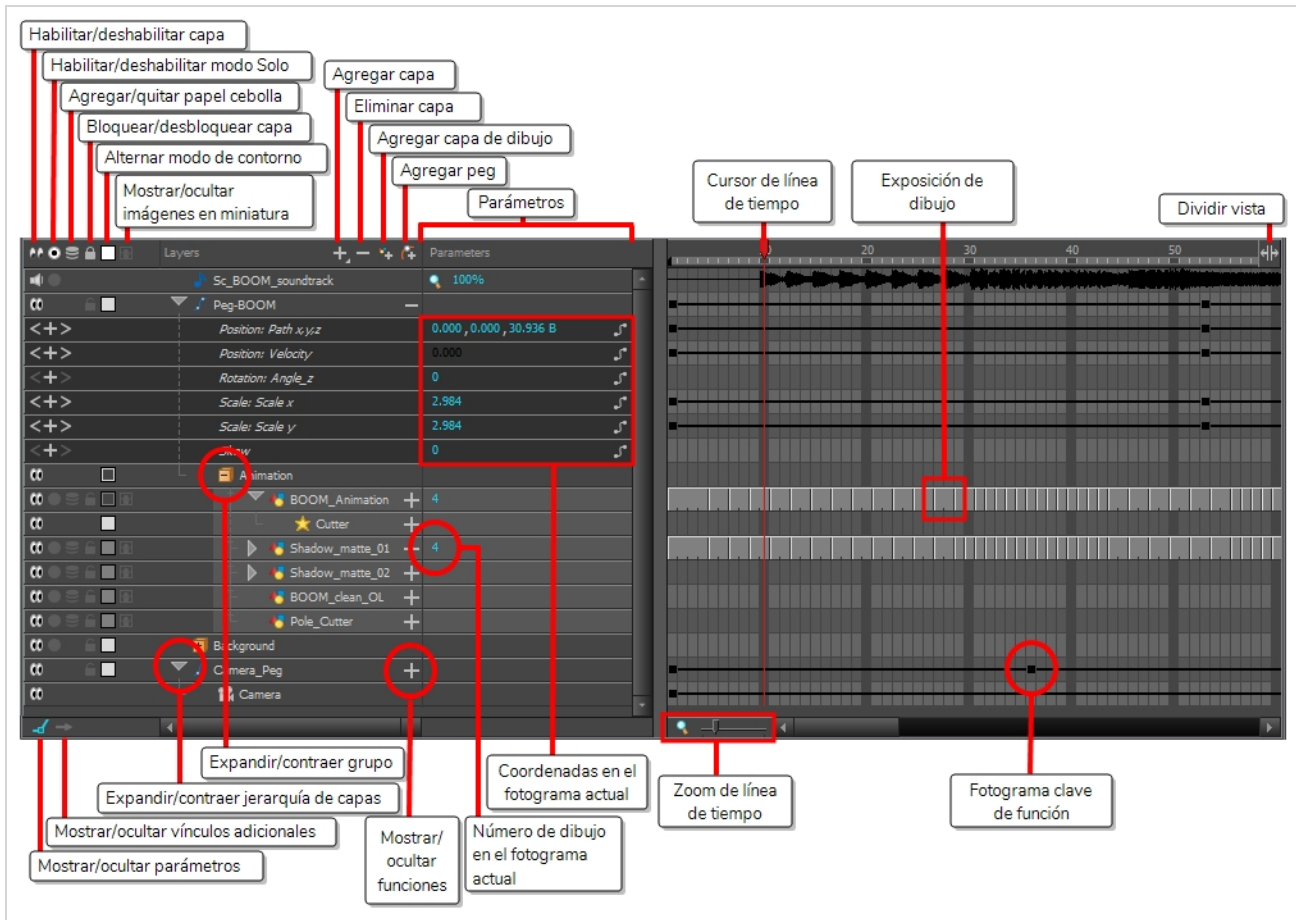 Habilitar/deshabilitar capa
Habilitar/deshabilitar modo Solo
Agregar/quitar papel cebolla
Bloquear/desbloquear capa
Alternar modo de contorno
Mostrar/ocultar
imágenes en miniatura
Agregar capa
Eliminar capa
Agregar capa de dibujo
Agregar peg
Parámetros
Cursor de línea
de tiempo
Exposición de
dibujo
Dividir vista
Layers
Parameters
20
30
40
50
Sc_BOOM_soundtrack
100%
Peg-BOOM
Position: Path x,y,z
0.000 , 0.000 , 30.936 B
Position: Velocity
0.000
Rotation: Angle_z
0
Scale: Scale x
2.984
Scale: Scale y
2.984
Skew
0
Animation
BOOM_Animation
4
Cutter
Shadow_matte_01
4
Shadow_matte_02
BOOM_clean_OL
Pole_Cutter
Background
Camera_Peg
Camera
Expandir/contraer grupo
Expandir/contraer jerarquía de capas
Mostrar/ocultar vínculos adicionales
Mostrar/ocultar parámetros
Mostrar/
ocultar
funciones
Coordenadas en el
fotograma actual
Número de dibujo
en el fotograma
actual
Zoom de línea
de tiempo
Fotograma clave
de función